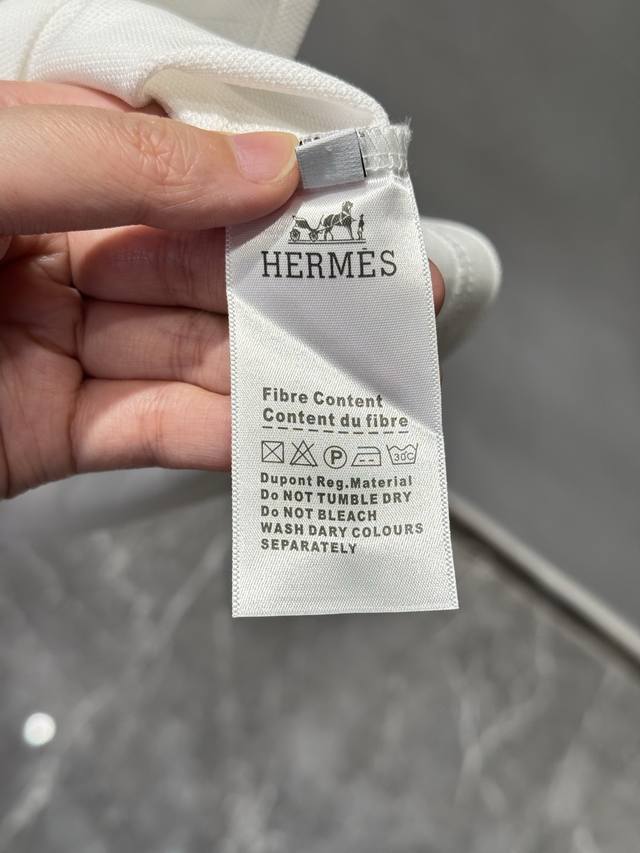 HERMÈS
Fibre Content
Content du fibre
P
30C
Dupont Reg.Material
Do NOT TUMBLE DRY
Do NOT BLEACH
WASH DARY COLOURS
SEPARATELY